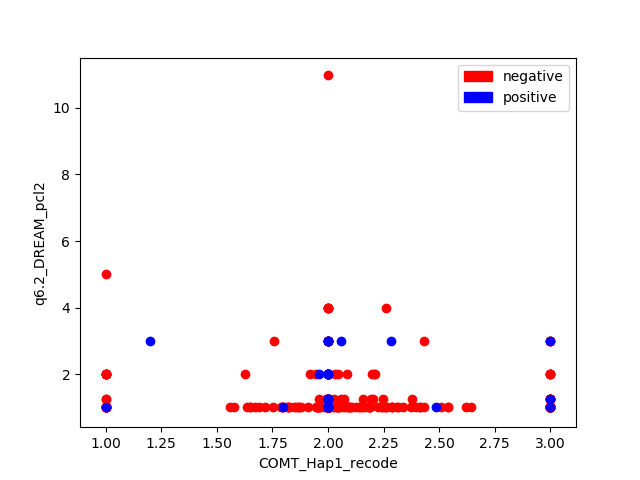 negative
positive
10
8
6
4
2
q6.2_DREAM_pcl2
1.00 1.25 1.50 1.75 2.00 2.25 2.50 2.75 3.00
COMT_Hap1_recode